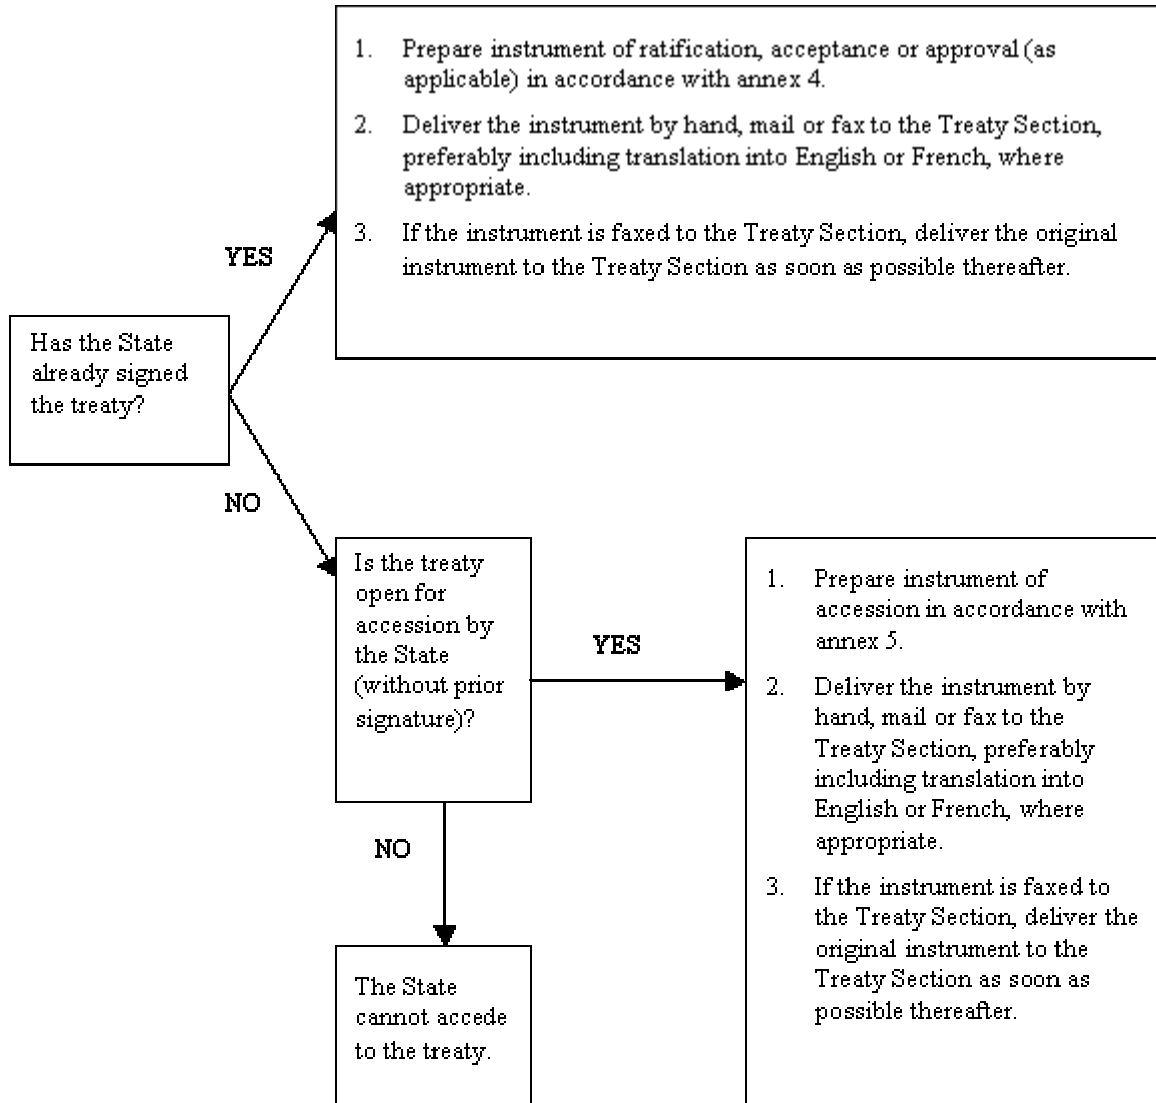 1. Prepare instrument of ratification, acceptance or approval (as
applicable) in accordance with annex 4.
2. Deliver the instrument by hand, mail or fax to the Treaty Section,
preferably including translation into English or French, where
appropriate.
3. If the instrument is faxed to the Treaty Section, deliver the original
instrument to the Treaty Section as soon as possible thereafter.
YES
Has the State
already signed
the treaty?
NO
Is the treaty
open for
accession by
the State
(without prior
signature)?
YES
1. Prepare instrument of
accession in accordance with
annex 5.
2. Deliver the instrument by
hand, mail or fax to the
Treaty Section, preferably
including translation into
English or French, where
appropriate.
3. If the instrument is faxed to
the Treaty Section, deliver the
original instrument to the
Treaty Section as soon as
possible thereafter.
NO
The State
cannot accede
to the treaty.